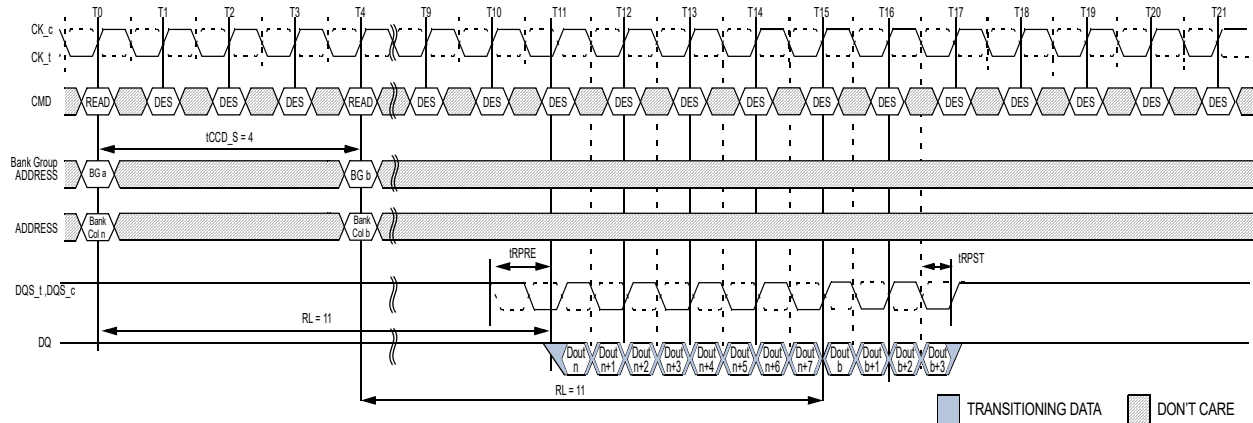 T0 T1 T2 T3 T4 T9 T10 T11 T12 T13 T14 T15 T16 T17 T18 T19 T20 T21
CK_c
CK_t
CMD READ DES DES DES READ DES DES DES DES DES DES DES DES DES DES DES DES DES
tCCD_S = 4
Bank Group
ADDRESS BG a BG b
ADDRESS Bank
Col n Bank
Col b
tRPRE tRPST
DQS_t ,DQS_c
RL = 11
DQ Dout
n Dout
n+1 Dout
n+2 Dout
n+3 Dout
n+4 Dout
n+5 Dout
n+6 Dout
n+7 Dout
b Dout
b+1 Dout
b+2 Dout
b+3
RL = 11
TRANSITIONING DATA DON'T CARE